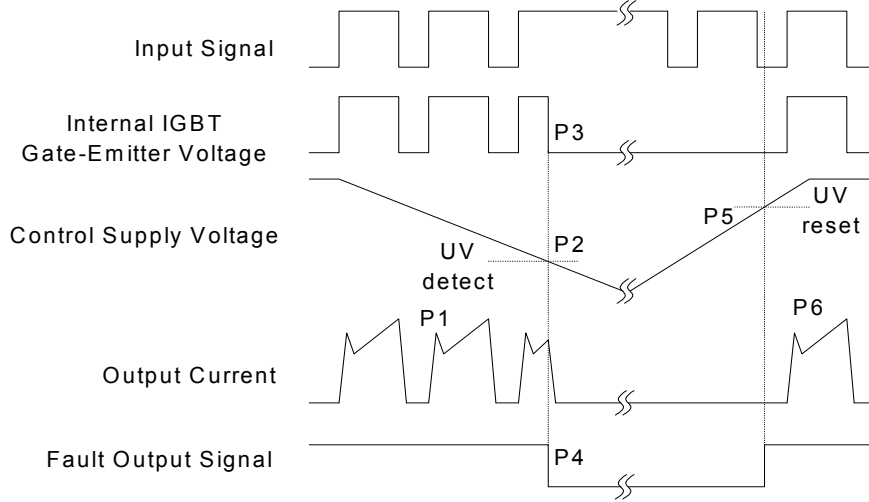 Input Signal
Internal IGBT
Gate-Emitter Voltage
P3
Control Supply Voltage
UV
detect
P2
P5
UV
reset
P1
P6
Output Current
Fault Output Signal
P4